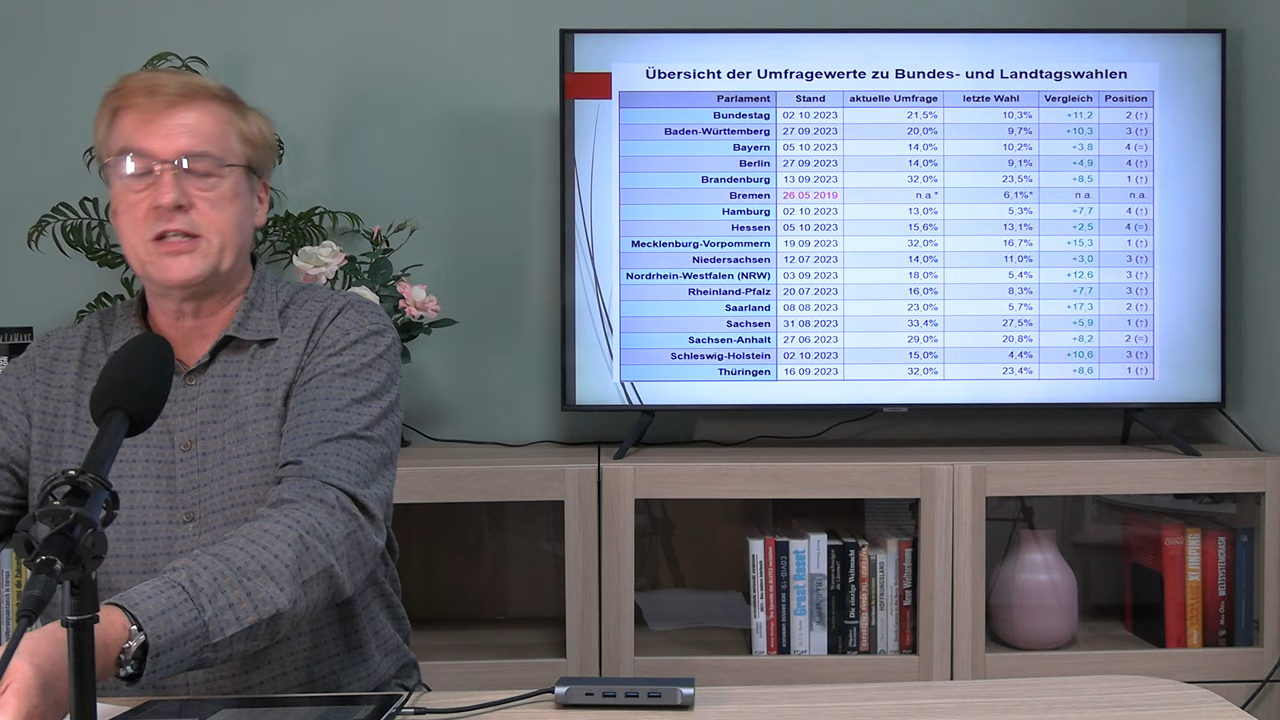 Übersicht der Umfragewerte zu Bundes- und Landtagswahlen
Parlament Stand aktuelle Umfrage letzte Wahl Vergleich Position
Bundestag 02.10.2023 21,5% 10,3% +11,2 2 (↑)
Baden-Württemberg 27.09.2023 20,0% 9,7% +10,3 3 (↑)
Bayern 05.10.2023 14,0% 10,2% +3,8 4 (=)
Berlin 27.09.2023 14,0% 9,1% +4,9 4 (↑)
Brandenburg 13.09.2023 32,0% 23,5% +8,5 1 (↑)
Bremen 26.05.2019 n.a.* 6,1%* n.a. n.a.
Hamburg 02.10.2023 13,0% 5,3% +7,7 4 (↑)
Hessen 05.10.2023 15,6% 13,1% +2,5 4 (=)
Mecklenburg-Vorpommern 19.09.2023 32,0% 16,7% +15,3 1 (↑)
Niedersachsen 12.07.2023 14,0% 11,0% +3,0 3 (↑)
Nordrhein-Westfalen (NRW) 03.09.2023 18,0% 5,4% +12,6 3 (↑)
Rheinland-Pfalz 20.07.2023 16,0% 8,3% +7,7 3 (↑)
Saarland 08.08.2023 23,0% 5,7% +17,3 2 (↑)
Sachsen 31.08.2023 33,4% 27,5% +5,9 1 (↑)
Sachsen-Anhalt 27.06.2023 29,0% 20,8% +8,2 2 (=)
Schleswig-Holstein 02.10.2023 15,0% 4,4% +10,6 3 (↑)
Thüringen 16.09.2023 32,0% 23,4% +8,6 1 (↑)
COVID-19:
Great Reset
Die einzige Weltmacht
HOFFNUNGSLAND
Neue Weltordnung
XI JINPING
WELTSYSTEMCRASH
Max Otte